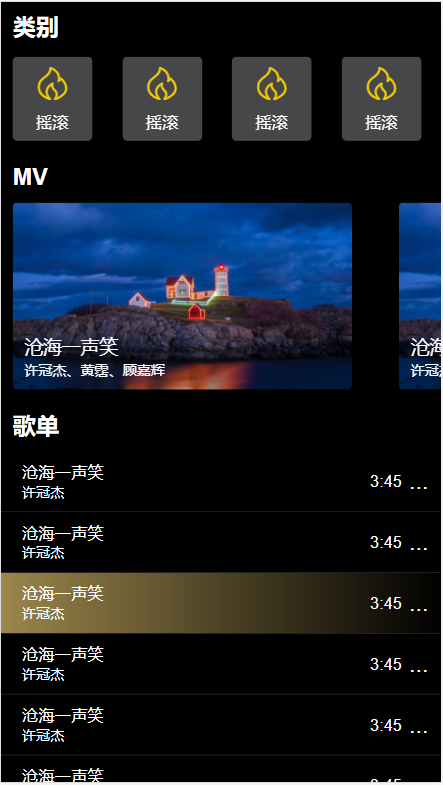 类别
摇滚 摇滚 摇滚 摇滚
MV
沧海一声笑 沧海
许冠杰、黄霑、顾嘉辉 许冠杰
歌单
沧海一声笑
许冠杰
3:45 ...
沧海一声笑
许冠杰
3:45 ...
沧海一声笑
许冠杰
3:45 ...
沧海一声笑
许冠杰
3:45 ...
沧海一声笑
许冠杰
3:45 ...
沧海一声笑
3:45